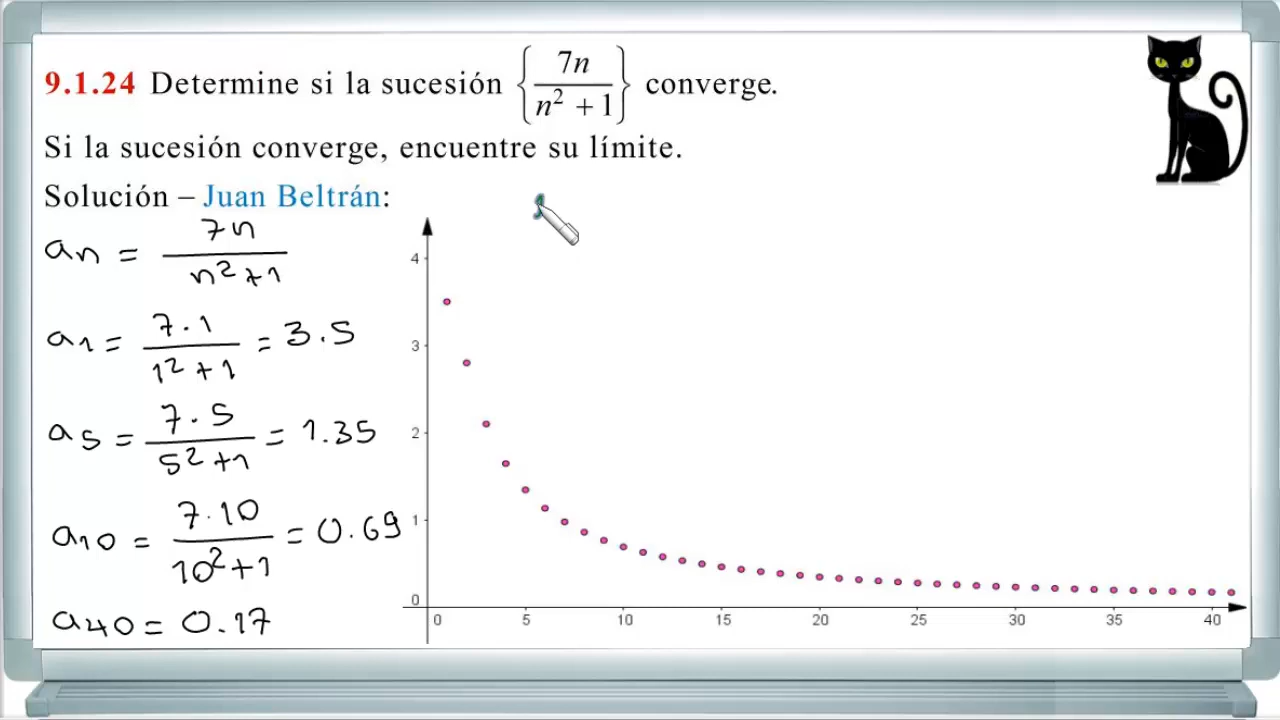 9.1.24 Determine si la sucesión {7n / (n² + 1)} converge.
Si la sucesión converge, encuentre su límite.
Solución – Juan Beltrán:
an = 7n / (n² + 1)
a1 = 7·1 / (1² + 1) = 3.5
a5 = 7·5 / (5² + 1) = 1.35
a10 = 7·10 / (10² + 1) = 0.69
a40 = 0.17
4
3
2
1
0
0 5 10 15 20 25 30 35 40